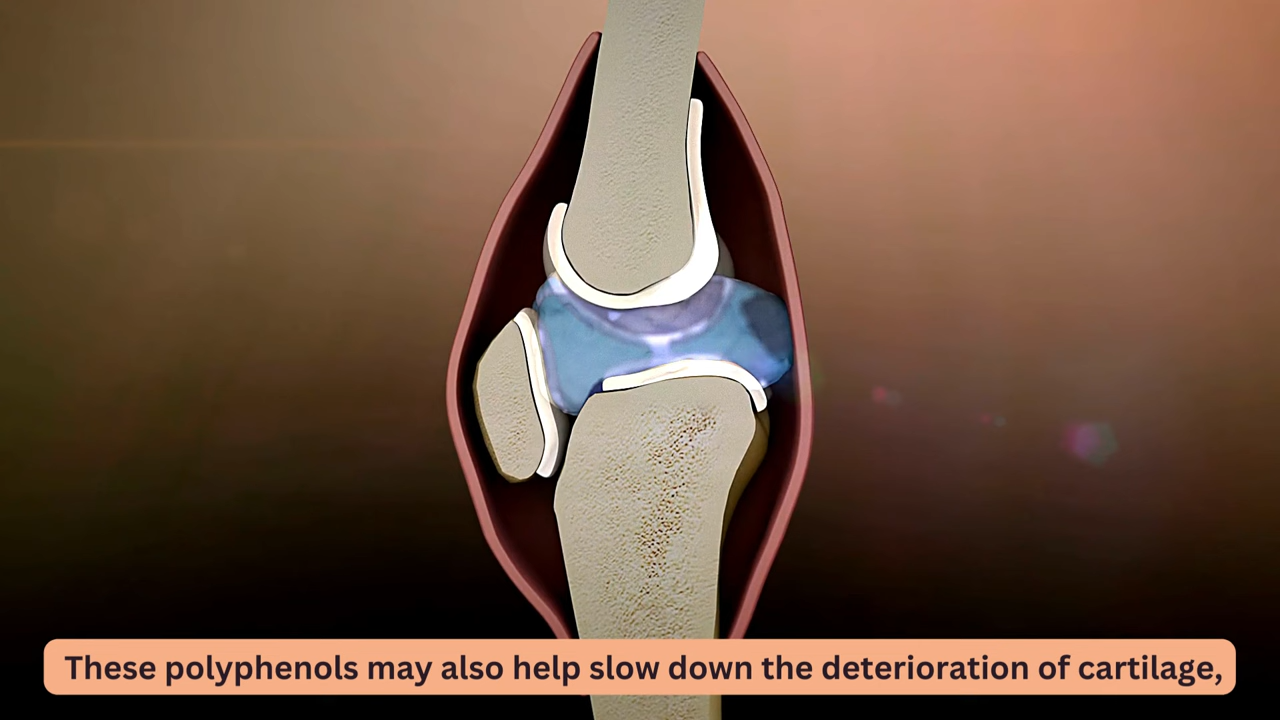 These polyphenols may also help slow down the deterioration of cartilage,